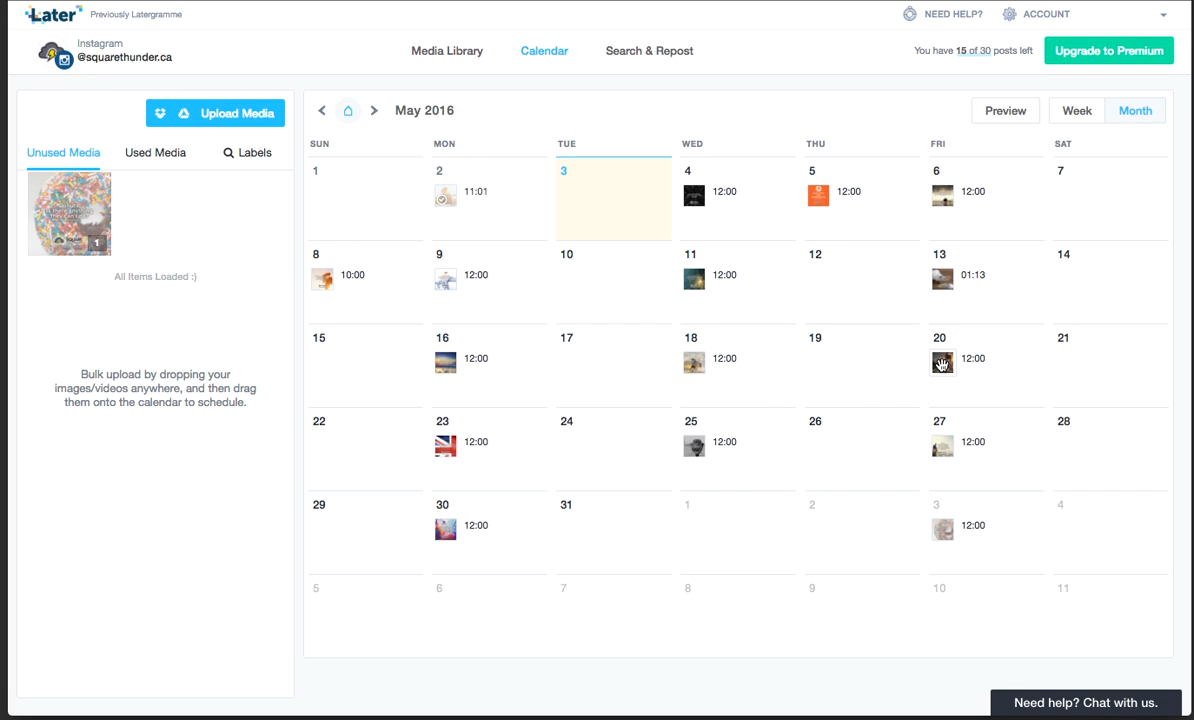 Later Previously Latergramme
NEED HELP? ACCOUNT
Instagram
@squarethunder.ca
Media Library Calendar Search & Repost
You have 15 of 30 posts left Upgrade to Premium
Upload Media
Unused Media Used Media Labels
1
All Items Loaded :)
Bulk upload by dropping your
images/videos anywhere, and then drag
them onto the calendar to schedule.
May 2016 Preview Week Month
SUN MON TUE WED THU FRI SAT
1 2 3 4 5 6 7
11:01 12:00 12:00 12:00
8 9 10 11 12 13 14
10:00 12:00 12:00 01:13
15 16 17 18 19 20 21
12:00 12:00 12:00
22 23 24 25 26 27 28
12:00 12:00 12:00
29 30 31 1 2 3 4
12:00 12:00
5 6 7 8 9 10 11
Need help? Chat with us.